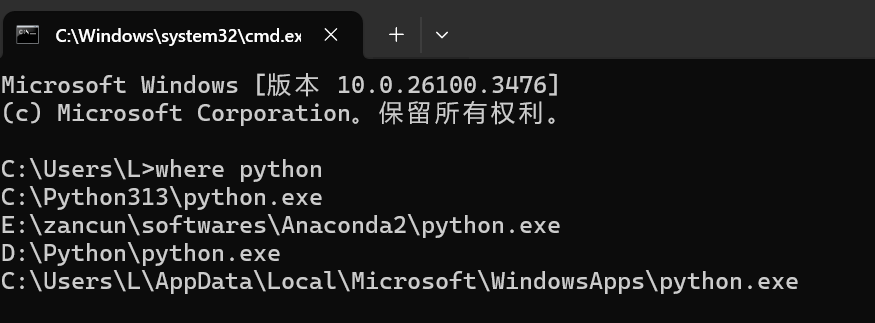 C:\Windows\system32\cmd.ex
Microsoft Windows [版本 10.0.26100.3476]
(c) Microsoft Corporation。保留所有权利。
C:\Users\L>where python
C:\Python313\python.exe
E:\zancun\softwares\Anaconda2\python.exe
D:\Python\python.exe
C:\Users\L\AppData\Local\Microsoft\WindowsApps\python.exe